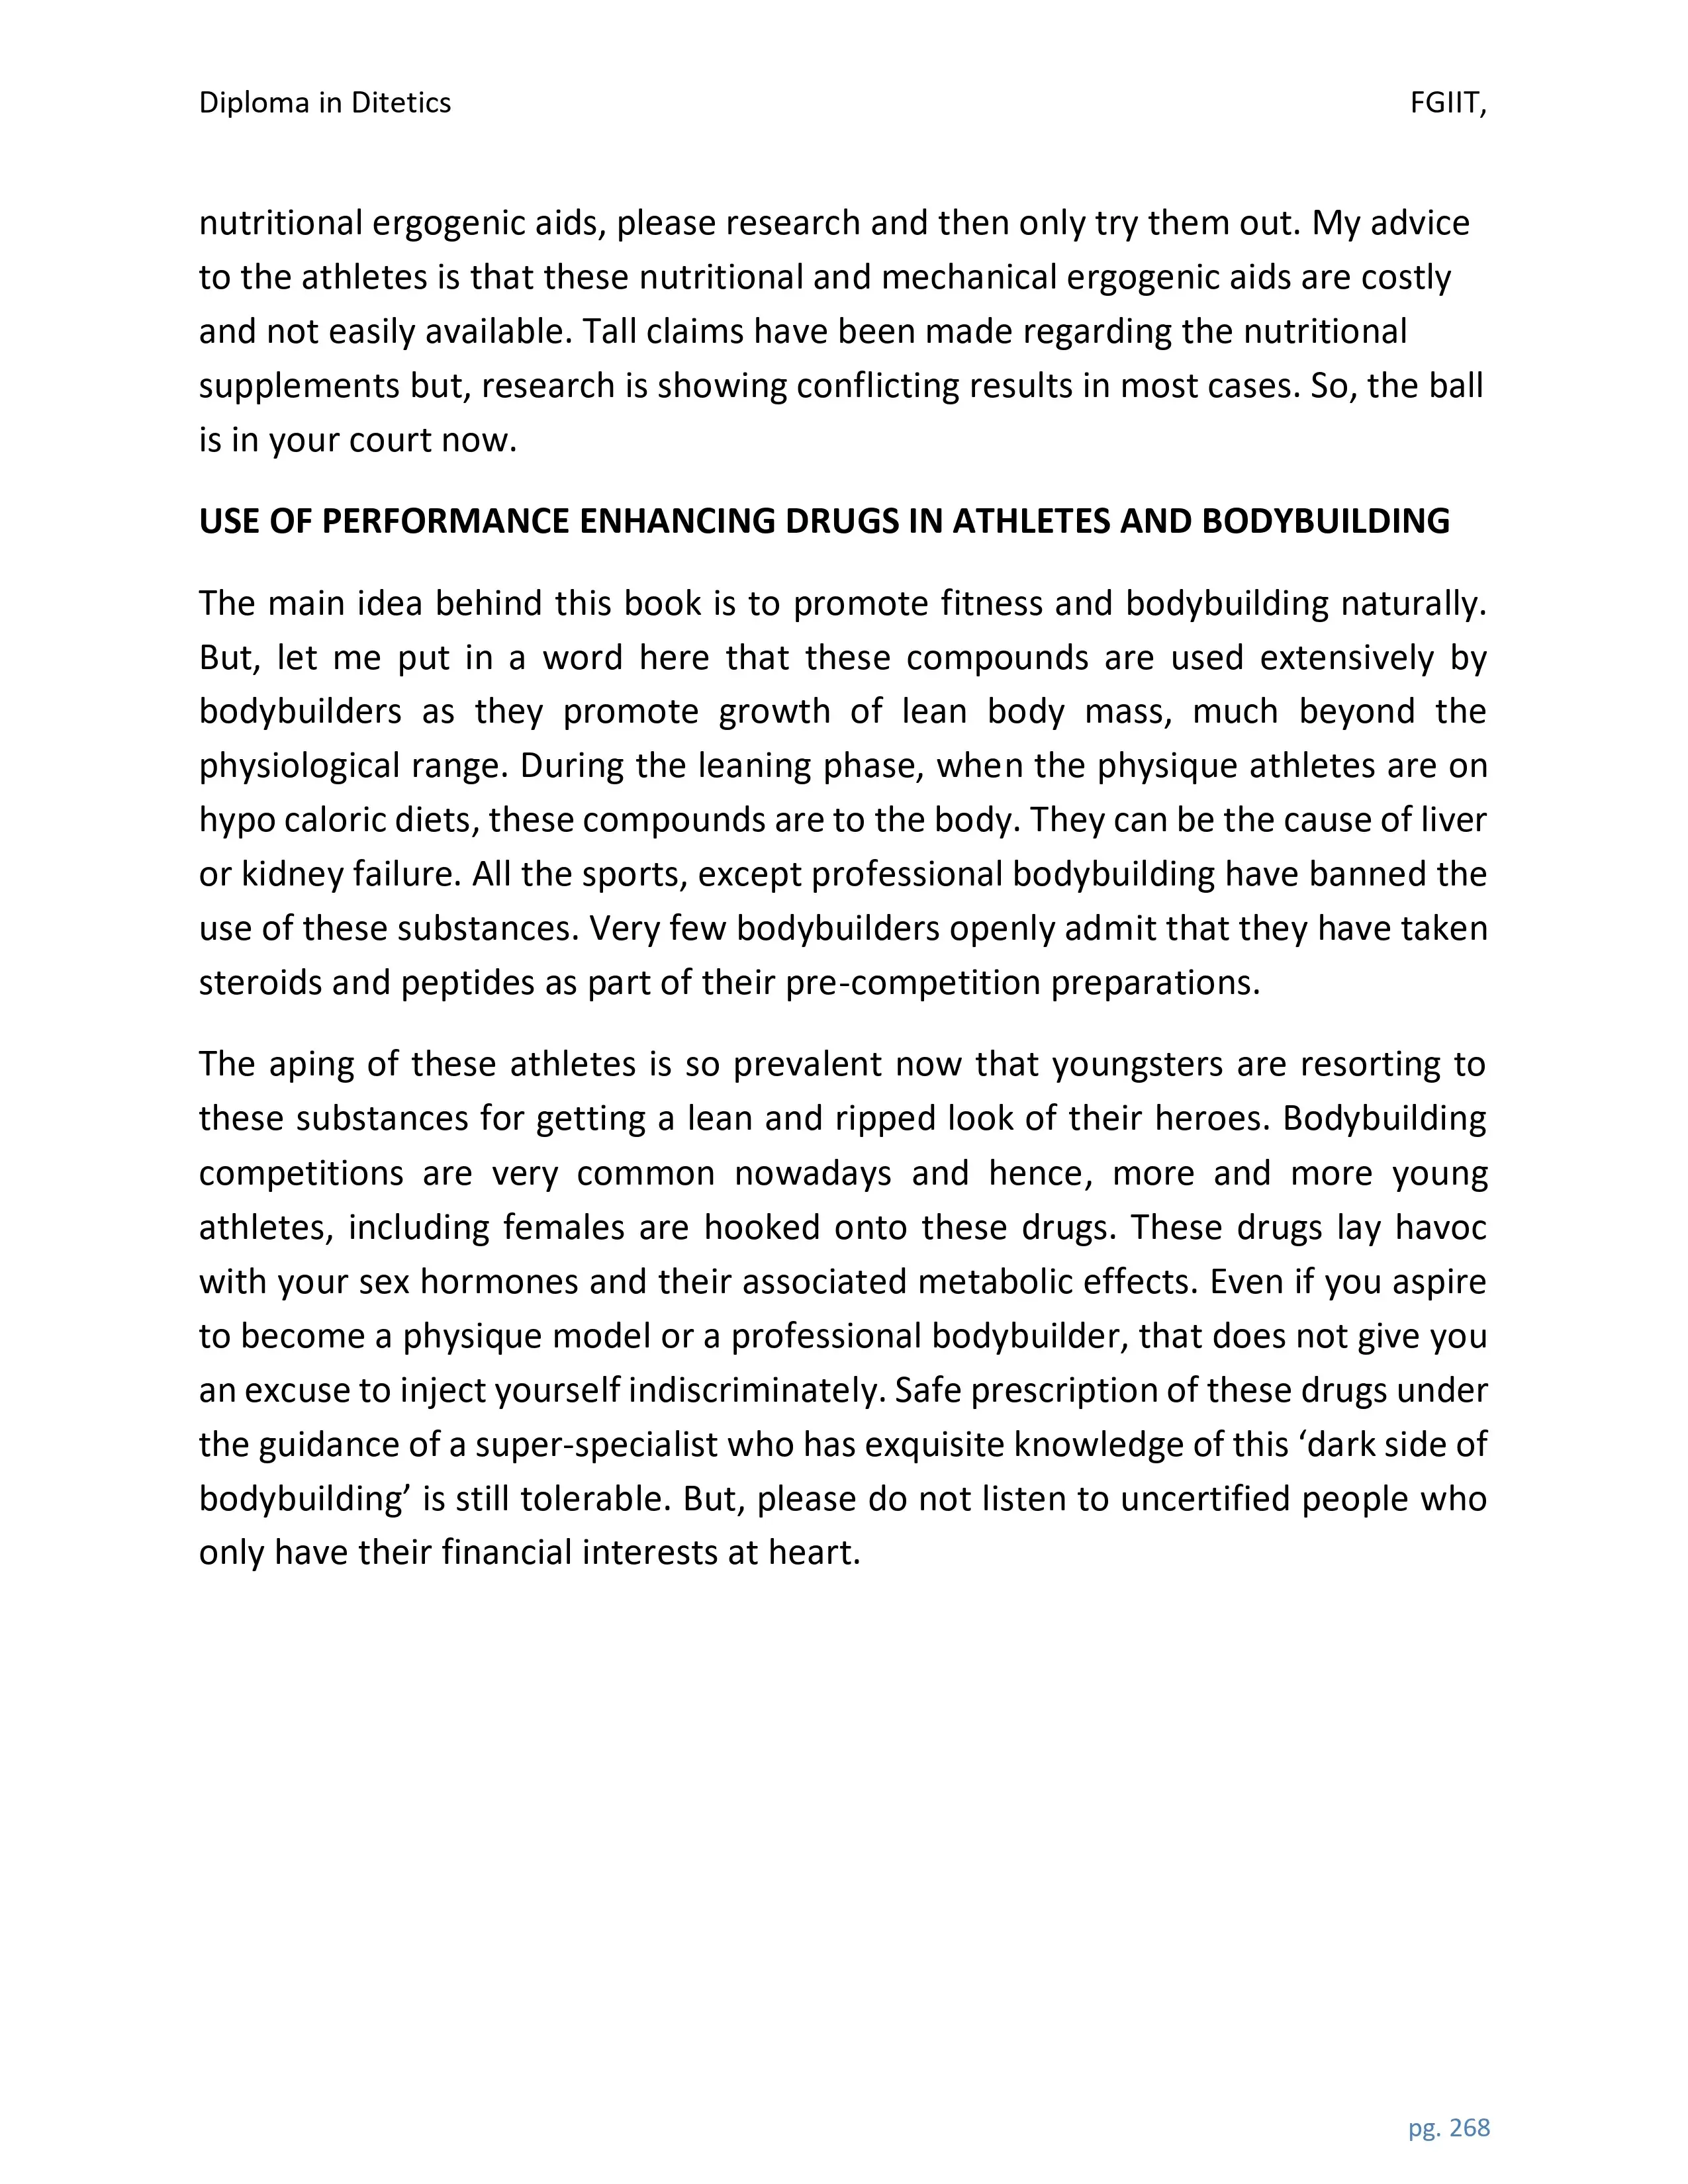 Diploma in Ditetics FGIIT,
nutritional ergogenic aids, please research and then only try them out. My advice
to the athletes is that these nutritional and mechanical ergogenic aids are costly
and not easily available. Tall claims have been made regarding the nutritional
supplements but, research is showing conflicting results in most cases. So, the ball
is in your court now.
USE OF PERFORMANCE ENHANCING DRUGS IN ATHLETES AND BODYBUILDING
The main idea behind this book is to promote fitness and bodybuilding naturally.
But, let me put in a word here that these compounds are used extensively by
bodybuilders as they promote growth of lean body mass, much beyond the
physiological range. During the leaning phase, when the physique athletes are on
hypo caloric diets, these compounds are to the body. They can be the cause of liver
or kidney failure. All the sports, except professional bodybuilding have banned the
use of these substances. Very few bodybuilders openly admit that they have taken
steroids and peptides as part of their pre-competition preparations.
The aping of these athletes is so prevalent now that youngsters are resorting to
these substances for getting a lean and ripped look of their heroes. Bodybuilding
competitions are very common nowadays and hence, more and more young
athletes, including females are hooked onto these drugs. These drugs lay havoc
with your sex hormones and their associated metabolic effects. Even if you aspire
to become a physique model or a professional bodybuilder, that does not give you
an excuse to inject yourself indiscriminately. Safe prescription of these drugs under
the guidance of a super-specialist who has exquisite knowledge of this ‘dark side of
bodybuilding’ is still tolerable. But, please do not listen to uncertified people who
only have their financial interests at heart.
pg. 268